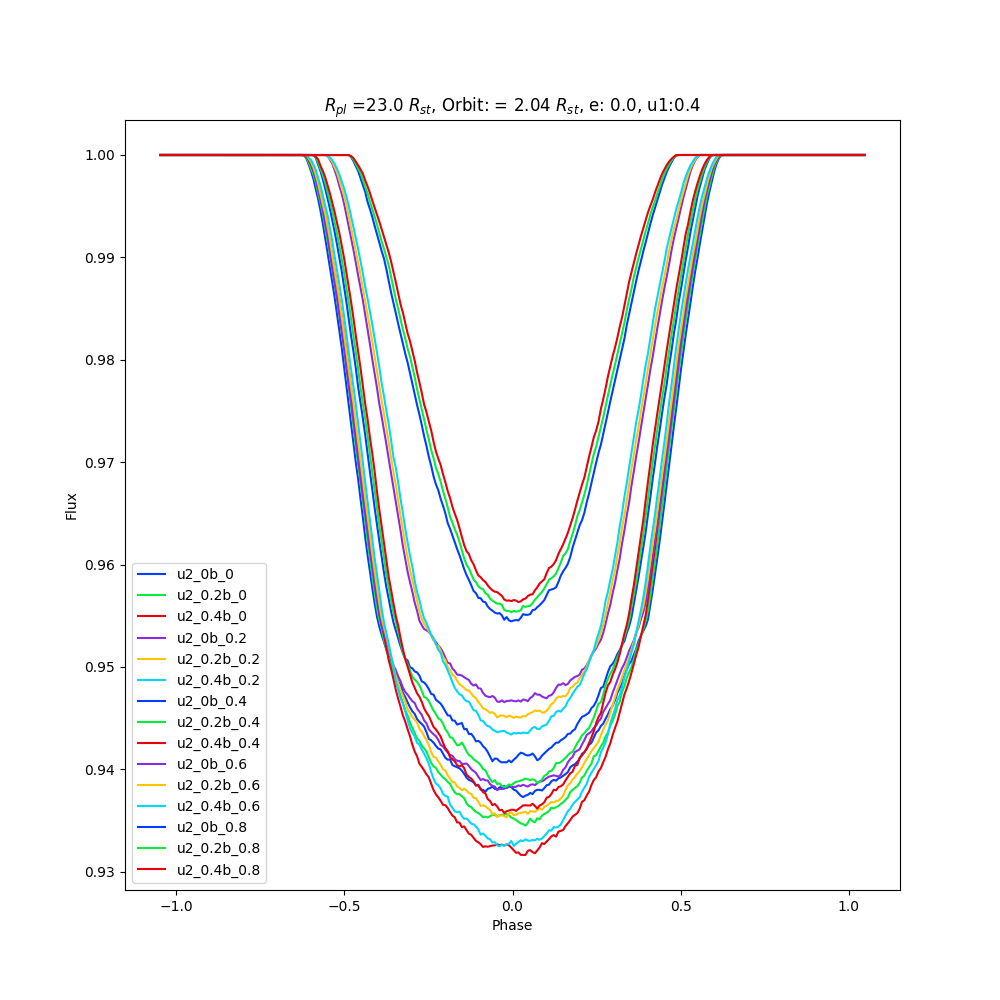 R_pl =23.0 R_st, Orbit: = 2.04 R_st, e: 0.0, u1:0.4
1.00
0.99
0.98
0.97
0.96
0.95
0.94
0.93
Flux
u2_0b_0
u2_0.2b_0
u2_0.4b_0
u2_0b_0.2
u2_0.2b_0.2
u2_0.4b_0.2
u2_0b_0.4
u2_0.2b_0.4
u2_0.4b_0.4
u2_0b_0.6
u2_0.2b_0.6
u2_0.4b_0.6
u2_0b_0.8
u2_0.2b_0.8
u2_0.4b_0.8
−1.0 −0.5 0.0 0.5 1.0
Phase